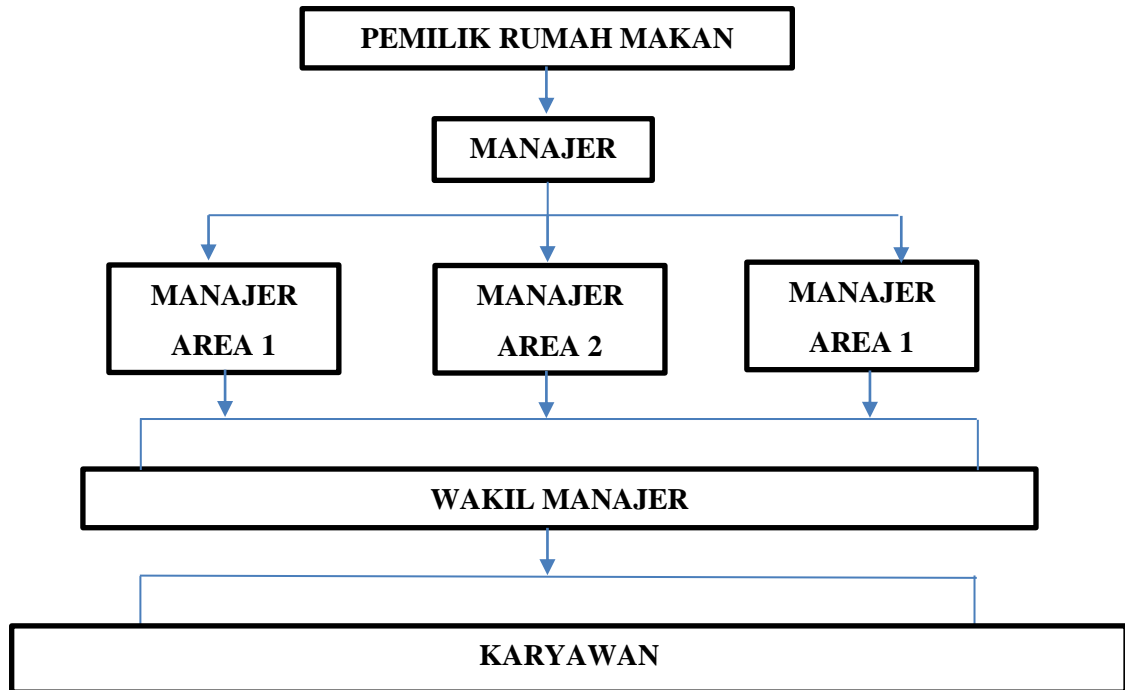 PEMILIK RUMAH MAKAN
MANAJER
MANAJER
AREA 1
MANAJER
AREA 2
MANAJER
AREA 1
WAKIL MANAJER
KARYAWAN